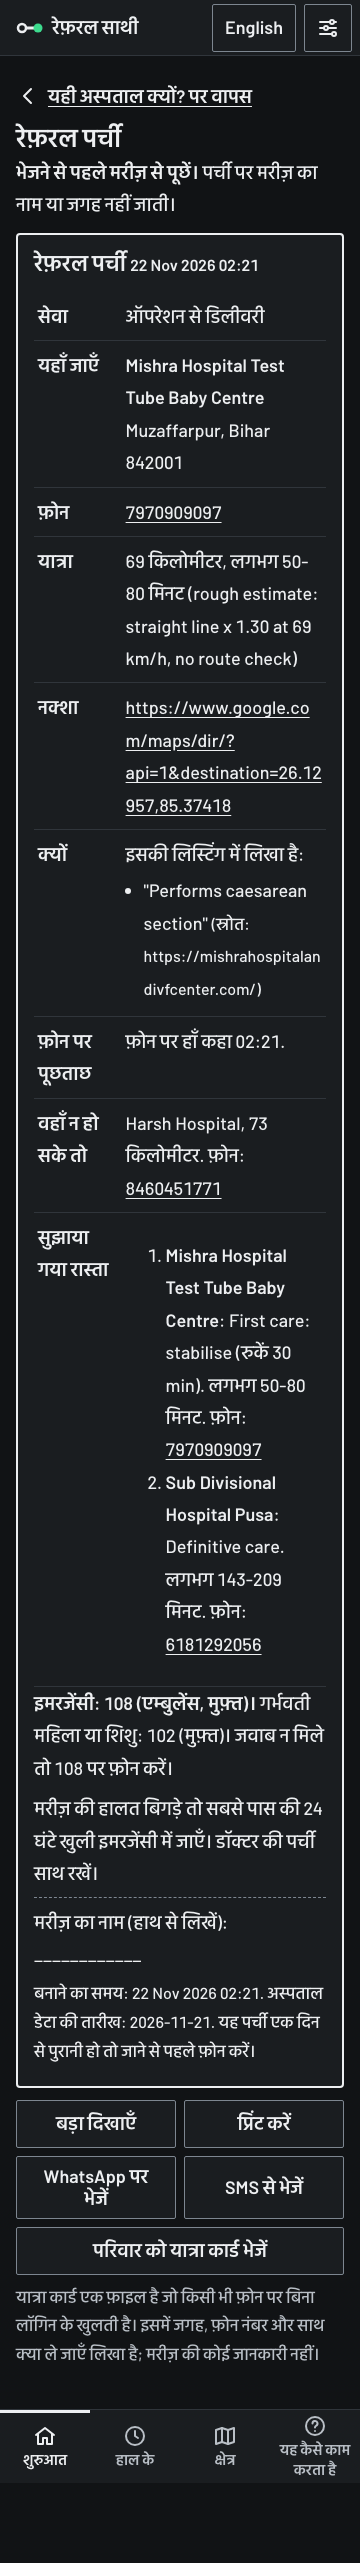 रेफ़रल साथी
English
यही अस्पताल क्यों? पर वापस
रेफ़रल पर्ची
भेजने से पहले मरीज़ से पूछें। पर्ची पर मरीज़ का
नाम या जगह नहीं जाती।
रेफ़रल पर्ची 22 Nov 2026 02:21
सेवा
ऑपरेशन से डिलीवरी
यहाँ जाएँ
Mishra Hospital Test
Tube Baby Centre
Muzaffarpur, Bihar
842001
फ़ोन
7970909097
यात्रा
69 किलोमीटर, लगभग 50-
80 मिनट (rough estimate:
straight line x 1.30 at 69
km/h, no route check)
नक्शा
https://www.google.co
m/maps/dir/?
api=1&destination=26.12
957,85.37418
क्यों
इसकी लिस्टिंग में लिखा है:
• "Performs caesarean
section" (स्रोत:
https://mishrahospitalan
divfcenter.com/)
फ़ोन पर
पूछताछ
फ़ोन पर हाँ कहा 02:21.
वहाँ न हो
सके तो
Harsh Hospital, 73
किलोमीटर. फ़ोन:
8460451771
सुझाया
गया रास्ता
1. Mishra Hospital
Test Tube Baby
Centre: First care:
stabilise (रुकें 30
min). लगभग 50-80
मिनट. फ़ोन:
7970909097
2. Sub Divisional
Hospital Pusa:
Definitive care.
लगभग 143-209
मिनट. फ़ोन:
6181292056
इमरजेंसी: 108 (एम्बुलेंस, मुफ़्त)। गर्भवती
महिला या शिशु: 102 (मुफ़्त)। जवाब न मिले
तो 108 पर फ़ोन करें।
मरीज़ की हालत बिगड़े तो सबसे पास की 24
घंटे खुली इमरजेंसी में जाएँ। डॉक्टर की पर्ची
साथ रखें।
मरीज़ का नाम (हाथ से लिखें):
____________
बनाने का समय: 22 Nov 2026 02:21. अस्पताल
डेटा की तारीख: 2026-11-21. यह पर्ची एक दिन
से पुरानी हो तो जाने से पहले फ़ोन करें।
बड़ा दिखाएँ
प्रिंट करें
WhatsApp पर
भेजें
SMS से भेजें
परिवार को यात्रा कार्ड भेजें
यात्रा कार्ड एक फ़ाइल है जो किसी भी फ़ोन पर बिना
लॉगिन के खुलती है। इसमें जगह, फ़ोन नंबर और साथ
क्या ले जाएँ लिखा है; मरीज़ की कोई जानकारी नहीं।
शुरुआत
हाल के
क्षेत्र
यह कैसे काम
करता है